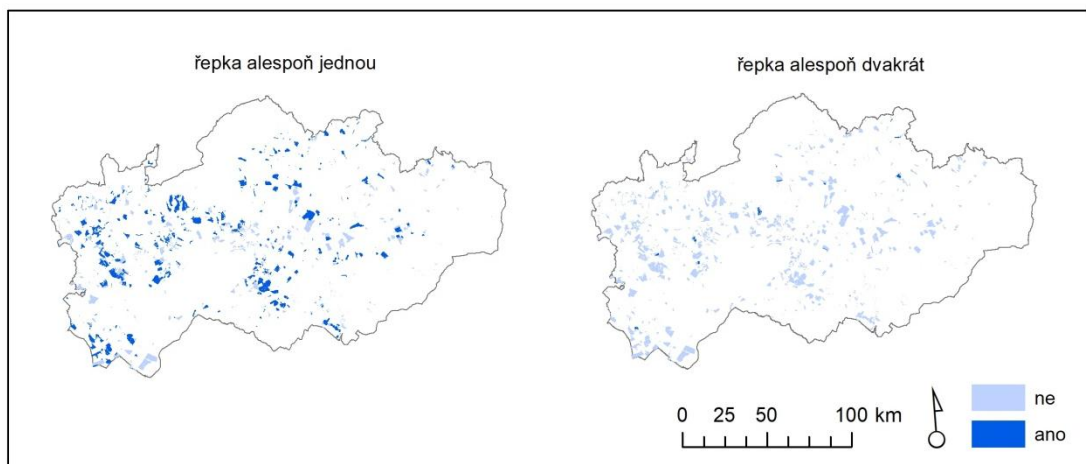 řepka alespoň jednou
řepka alespoň dvakrát
0 25 50 100 km
ne
ano